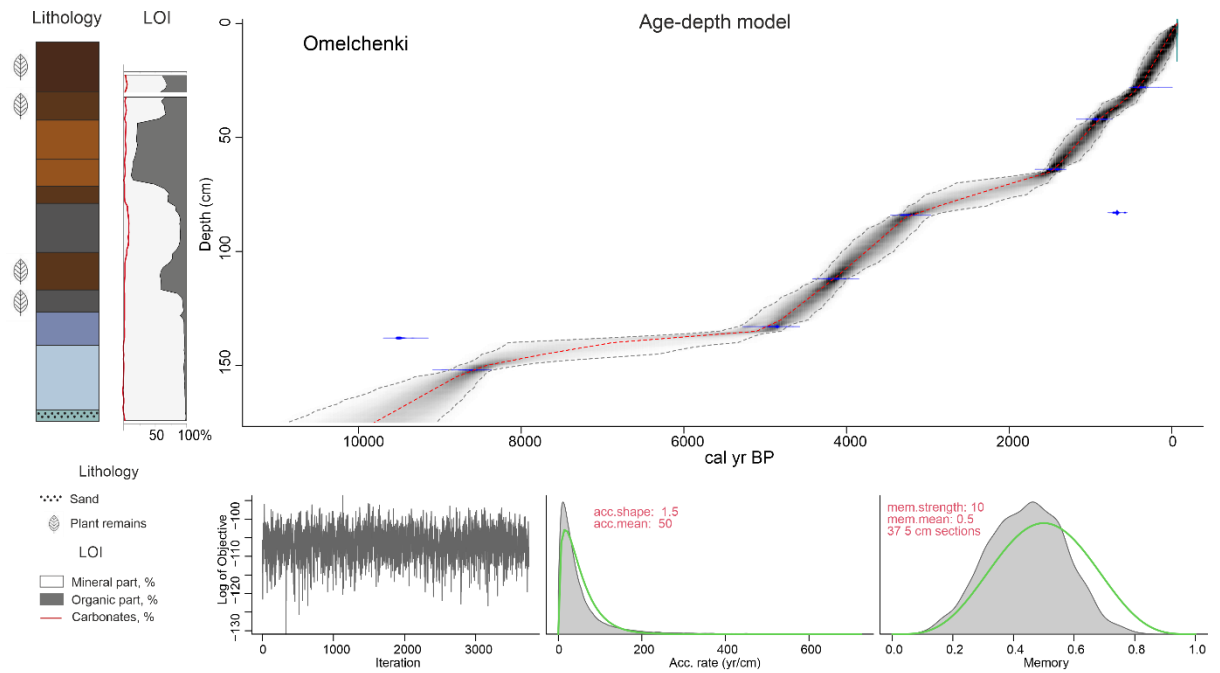 Lithology
LOI
Age-depth model
Omelchenki
Depth (cm)
0
50
100
150
10000
8000
6000
4000
2000
0
cal yr BP
50
100%
Lithology
Sand
Plant remains
LOI
Mineral part, %
Organic part, %
Carbonates, %
Log of Objective
-100
-110
-120
-130
0
1000
2000
3000
Iteration
acc.shape: 1.5
acc.mean: 50
0
200
400
600
Acc. rate (yr/cm)
mem.strength: 10
mem.mean: 0.5
37 5 cm sections
0.0
0.2
0.4
0.6
0.8
1.0
Memory